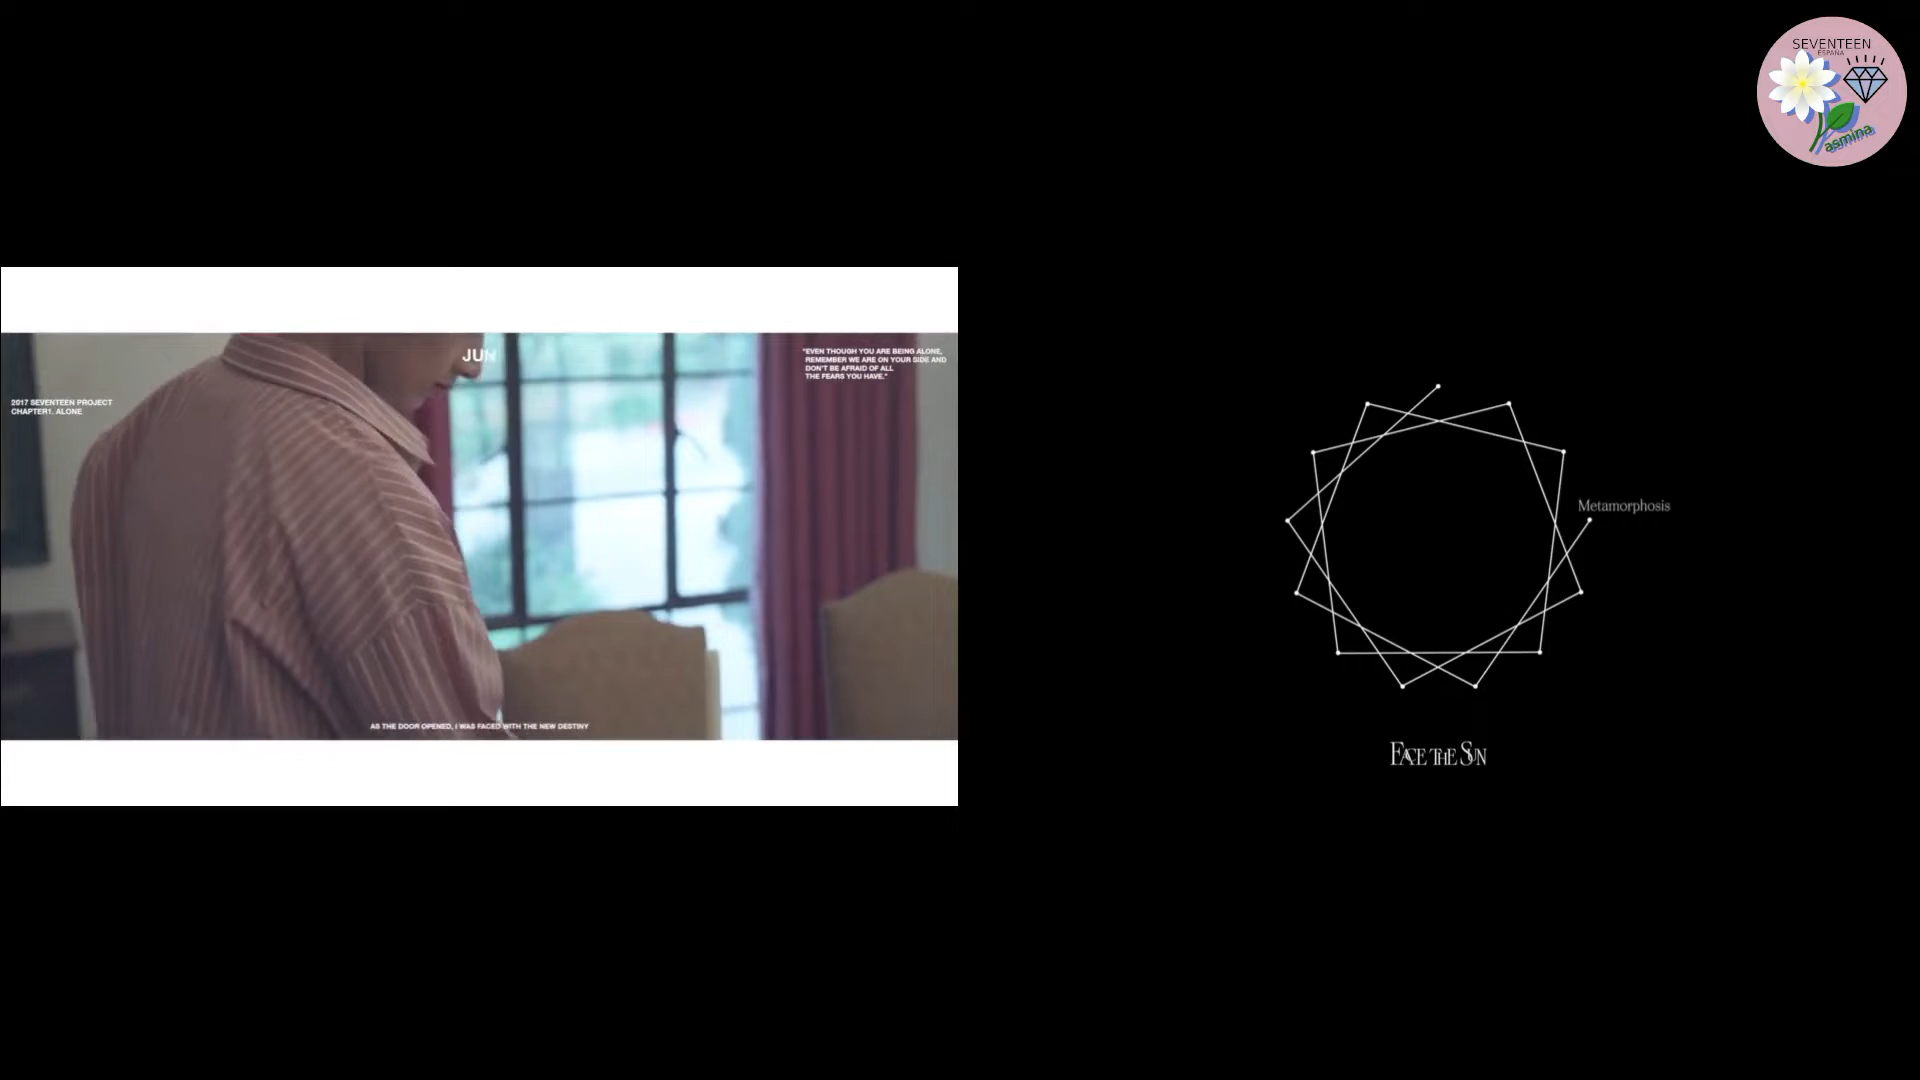 SEVENTEEN
ESPAÑA
asmina
JUN
"EVEN THOUGH YOU ARE BEING ALONE,
REMEMBER WE ARE ON YOUR SIDE AND
DON'T BE AFRAID OF ALL
THE FEARS YOU HAVE."
2017 SEVENTEEN PROJECT
CHAPTER1. ALONE
AS THE DOOR OPENED, I WAS FACED WITH THE NEW DESTINY
Metamorphosis
FACE THE SUN